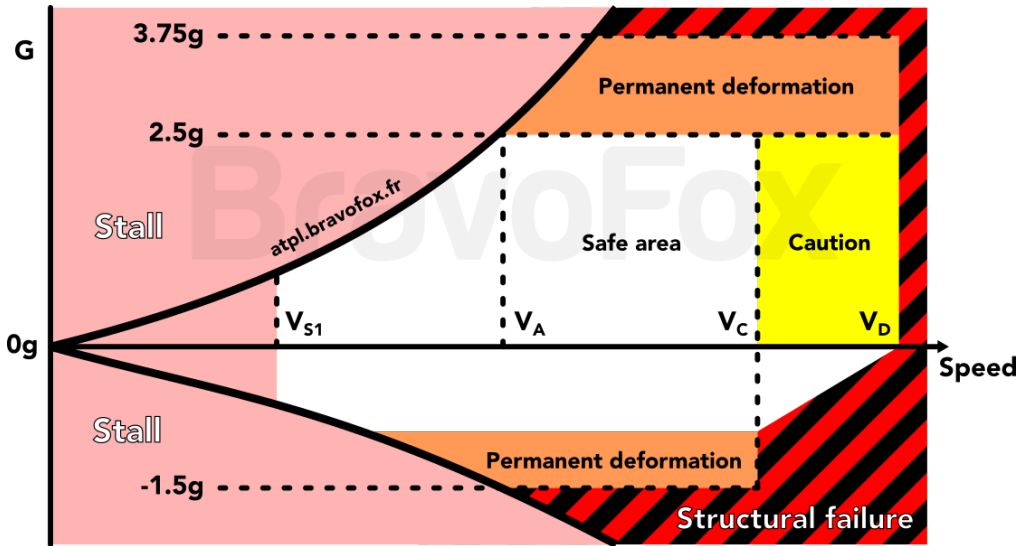 3.75g
G
Permanent deformation
2.5g
BravoFox
atpl.bravofox.fr
Stall
Safe area
Caution
VS1
VA
VC
VD
0g
Speed
Stall
Permanent deformation
-1.5g
Structural failure